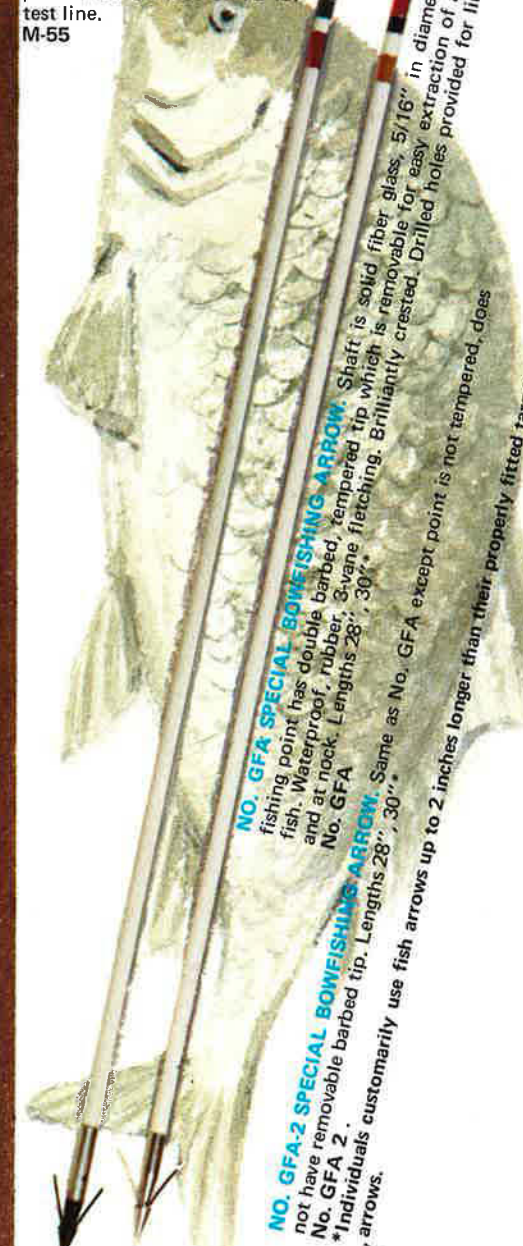 test line.
M-55
NO. GFA SPECIAL BOWFISHING ARROW. Shaft is solid fiber glass, 5/16" in diame
fishing point has double barbed, tempered tip which is removable for easy extraction of
fish. Waterproof, rubber, 3-vane fletching. Brilliantly crested. Drilled holes provided for li
and at nock. Lengths 28", 30".*
No. GFA
NO. GFA-2 SPECIAL BOWFISHING ARROW. Same as No. GFA except point is not tempered, does
not have removable barbed tip. Lengths 28", 30".*
No. GFA 2 .
*Individuals customarily use fish arrows up to 2 inches longer than their properly fitted
arrows.